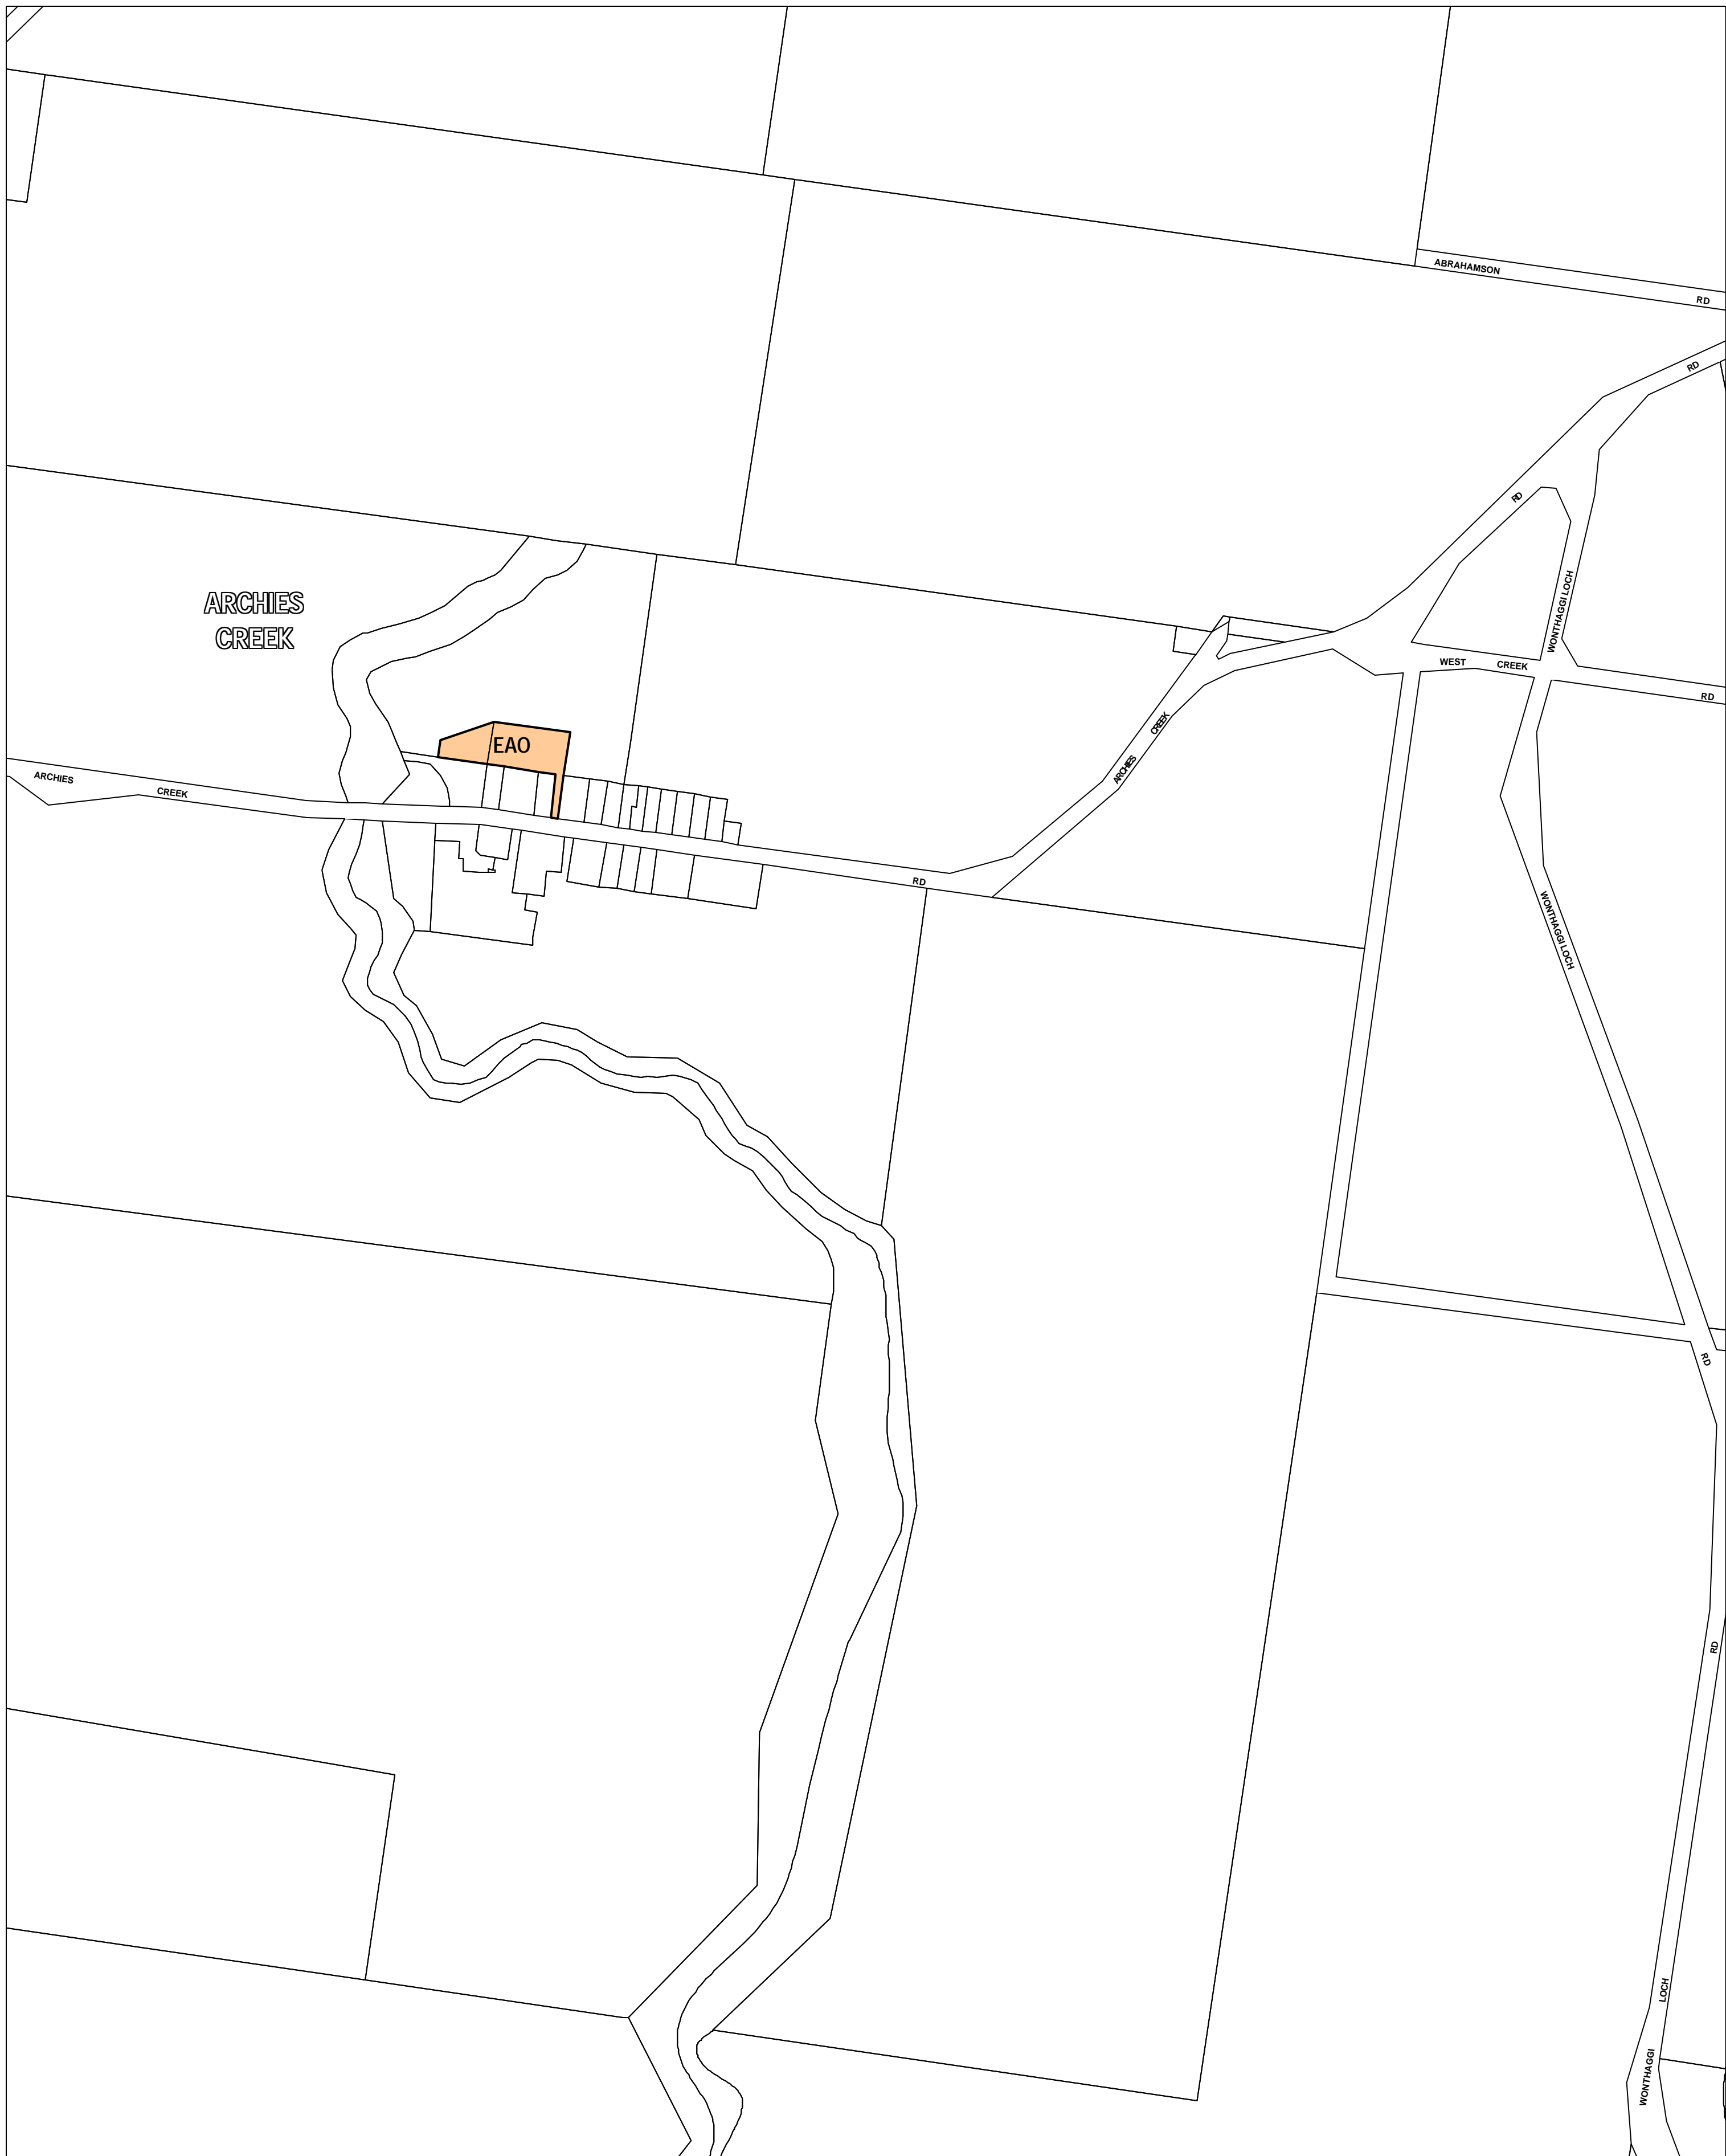 ABRAHAMSON
RD
RD
RD
ARCHIES
CREEK
WONTHAGGI LOCH
WEST
CREEK
RD
CREEK
ARCHIES
EAO
ARCHIES
CREEK
RD
WONTHAGGI LOCH
RD
RD
LOCH
WONTHAGGI